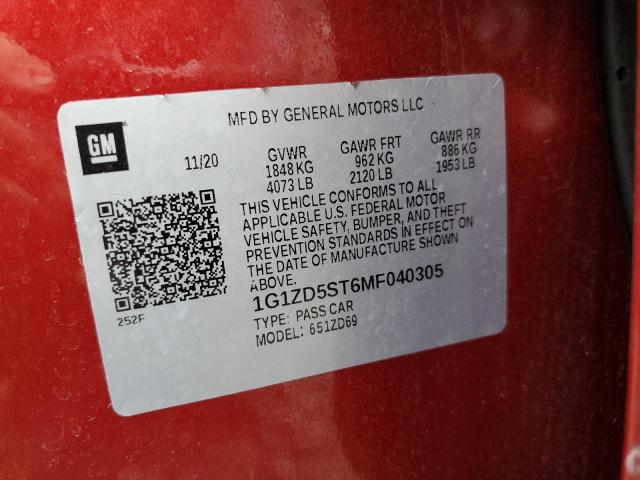 MFD BY GENERAL MOTORS LLC
GM
11/20
GVWR
1848 KG
4073 LB
GAWR FRT
962 KG
2120 LB
GAWR RR
886 KG
1953 LB
THIS VEHICLE CONFORMS TO ALL
APPLICABLE U.S. FEDERAL MOTOR
VEHICLE SAFETY, BUMPER, AND THEFT
PREVENTION STANDARDS IN EFFECT ON
THE DATE OF MANUFACTURE SHOWN
ABOVE.
1G1ZD5ST6MF040305
TYPE: PASS CAR
MODEL: 651ZD69
252F